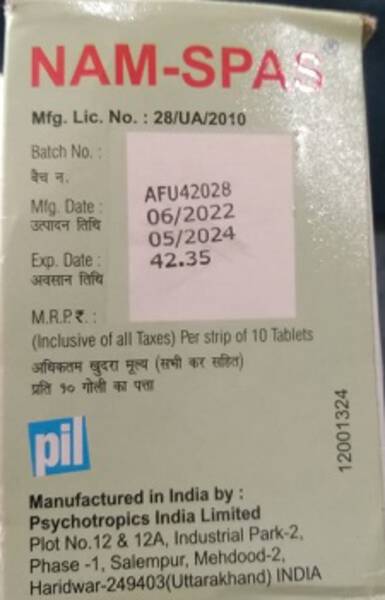 NAM-SPAS®
Mfg. Lic. No. : 28/UA/2010
Batch No. :
बैच न.
AFU42028
Mfg. Date : 06/2022
उत्पादन तिथि
05/2024
Exp. Date : 42.35
अवसान तिथि
M.R.P.₹. :
(Inclusive of all Taxes) Per strip of 10 Tablets
अधिकतम खुदरा मूल्य (सभी कर सहित)
प्रति १० गोली का पत्ता
pil
12001324
Manufactured in India by :
Psychotropics India Limited
Plot No.12 & 12A, Industrial Park-2,
Phase -1, Salempur, Mehdood-2,
Haridwar-249403(Uttarakhand) INDIA